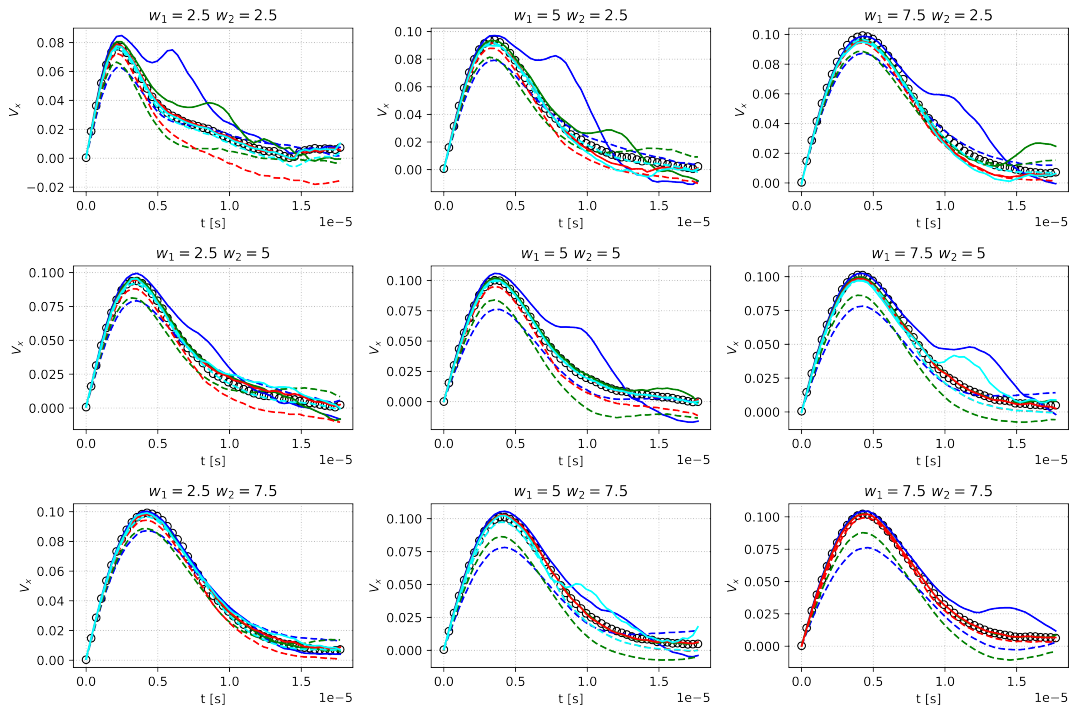 w₁ = 2.5 w₂ = 2.5
0.08
0.06
0.04
0.02
0.00
−0.02
Vₓ
0.0 0.5 1.0 1.5
t [s]
1e−5
w₁ = 5 w₂ = 2.5
0.10
0.08
0.06
0.04
0.02
0.00
Vₓ
0.0 0.5 1.0 1.5
t [s]
1e−5
w₁ = 7.5 w₂ = 2.5
0.10
0.08
0.06
0.04
0.02
0.00
Vₓ
0.0 0.5 1.0 1.5
t [s]
1e−5
w₁ = 2.5 w₂ = 5
0.100
0.075
0.050
0.025
0.000
Vₓ
0.0 0.5 1.0 1.5
t [s]
1e−5
w₁ = 5 w₂ = 5
0.100
0.075
0.050
0.025
0.000
Vₓ
0.0 0.5 1.0 1.5
t [s]
1e−5
w₁ = 7.5 w₂ = 5
0.100
0.075
0.050
0.025
0.000
Vₓ
0.0 0.5 1.0 1.5
t [s]
1e−5
w₁ = 2.5 w₂ = 7.5
0.10
0.08
0.06
0.04
0.02
0.00
Vₓ
0.0 0.5 1.0 1.5
t [s]
1e−5
w₁ = 5 w₂ = 7.5
0.100
0.075
0.050
0.025
0.000
Vₓ
0.0 0.5 1.0 1.5
t [s]
1e−5
w₁ = 7.5 w₂ = 7.5
0.100
0.075
0.050
0.025
0.000
Vₓ
0.0 0.5 1.0 1.5
t [s]
1e−5